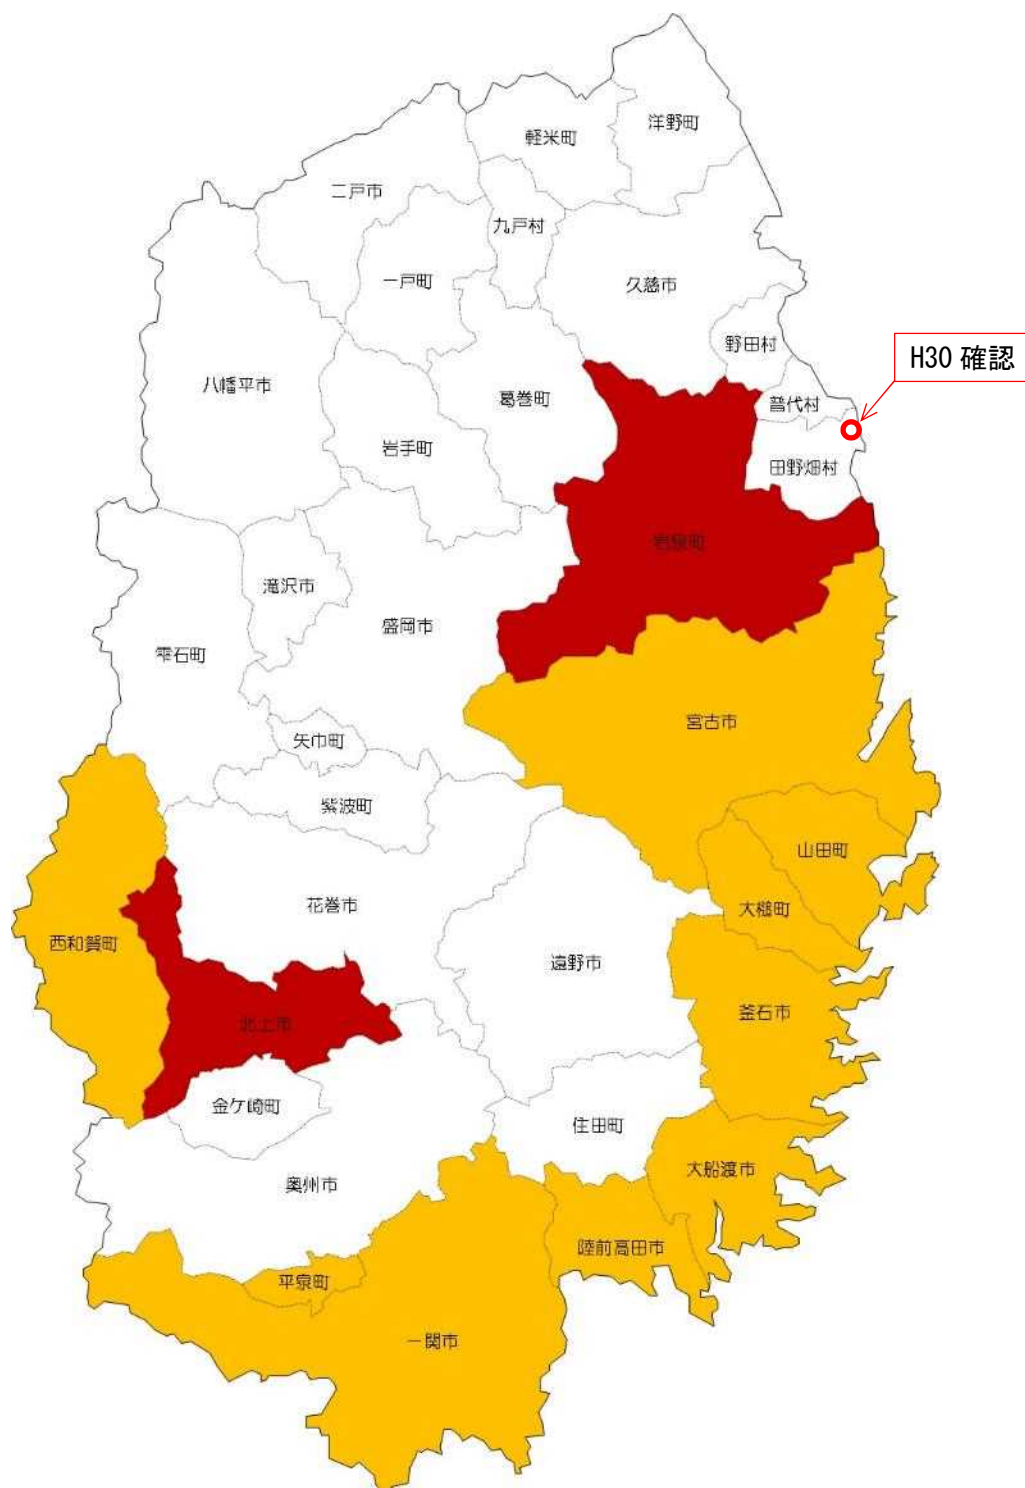 洋野町
軽米町
二戸市
九戸村
一戸町
久慈市
野田村
H30 確認
八幡平市
葛巻町
普代村
岩手町
田野畑村
岩泉町
滝沢市
盛岡市
雫石町
宮古市
矢巾町
紫波町
山田町
花巻市
大槌町
西和賀町
遠野市
釜石市
北上市
金ケ崎町
住田町
大船渡市
奥州市
陸前高田市
平泉町
一関市